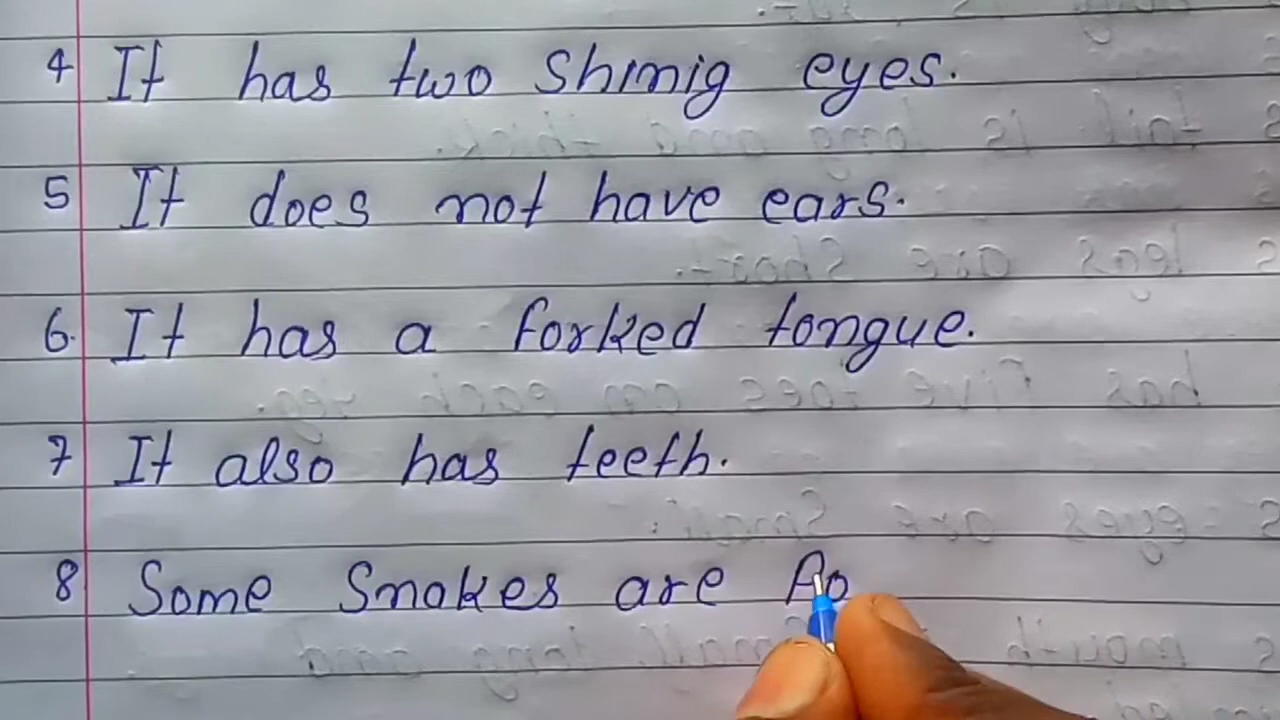 4 It has two Shinig eyes.
5 It does not have ears.
6. It has a forked tongue.
7 It also has teeth.
8 Some Snakes are Po